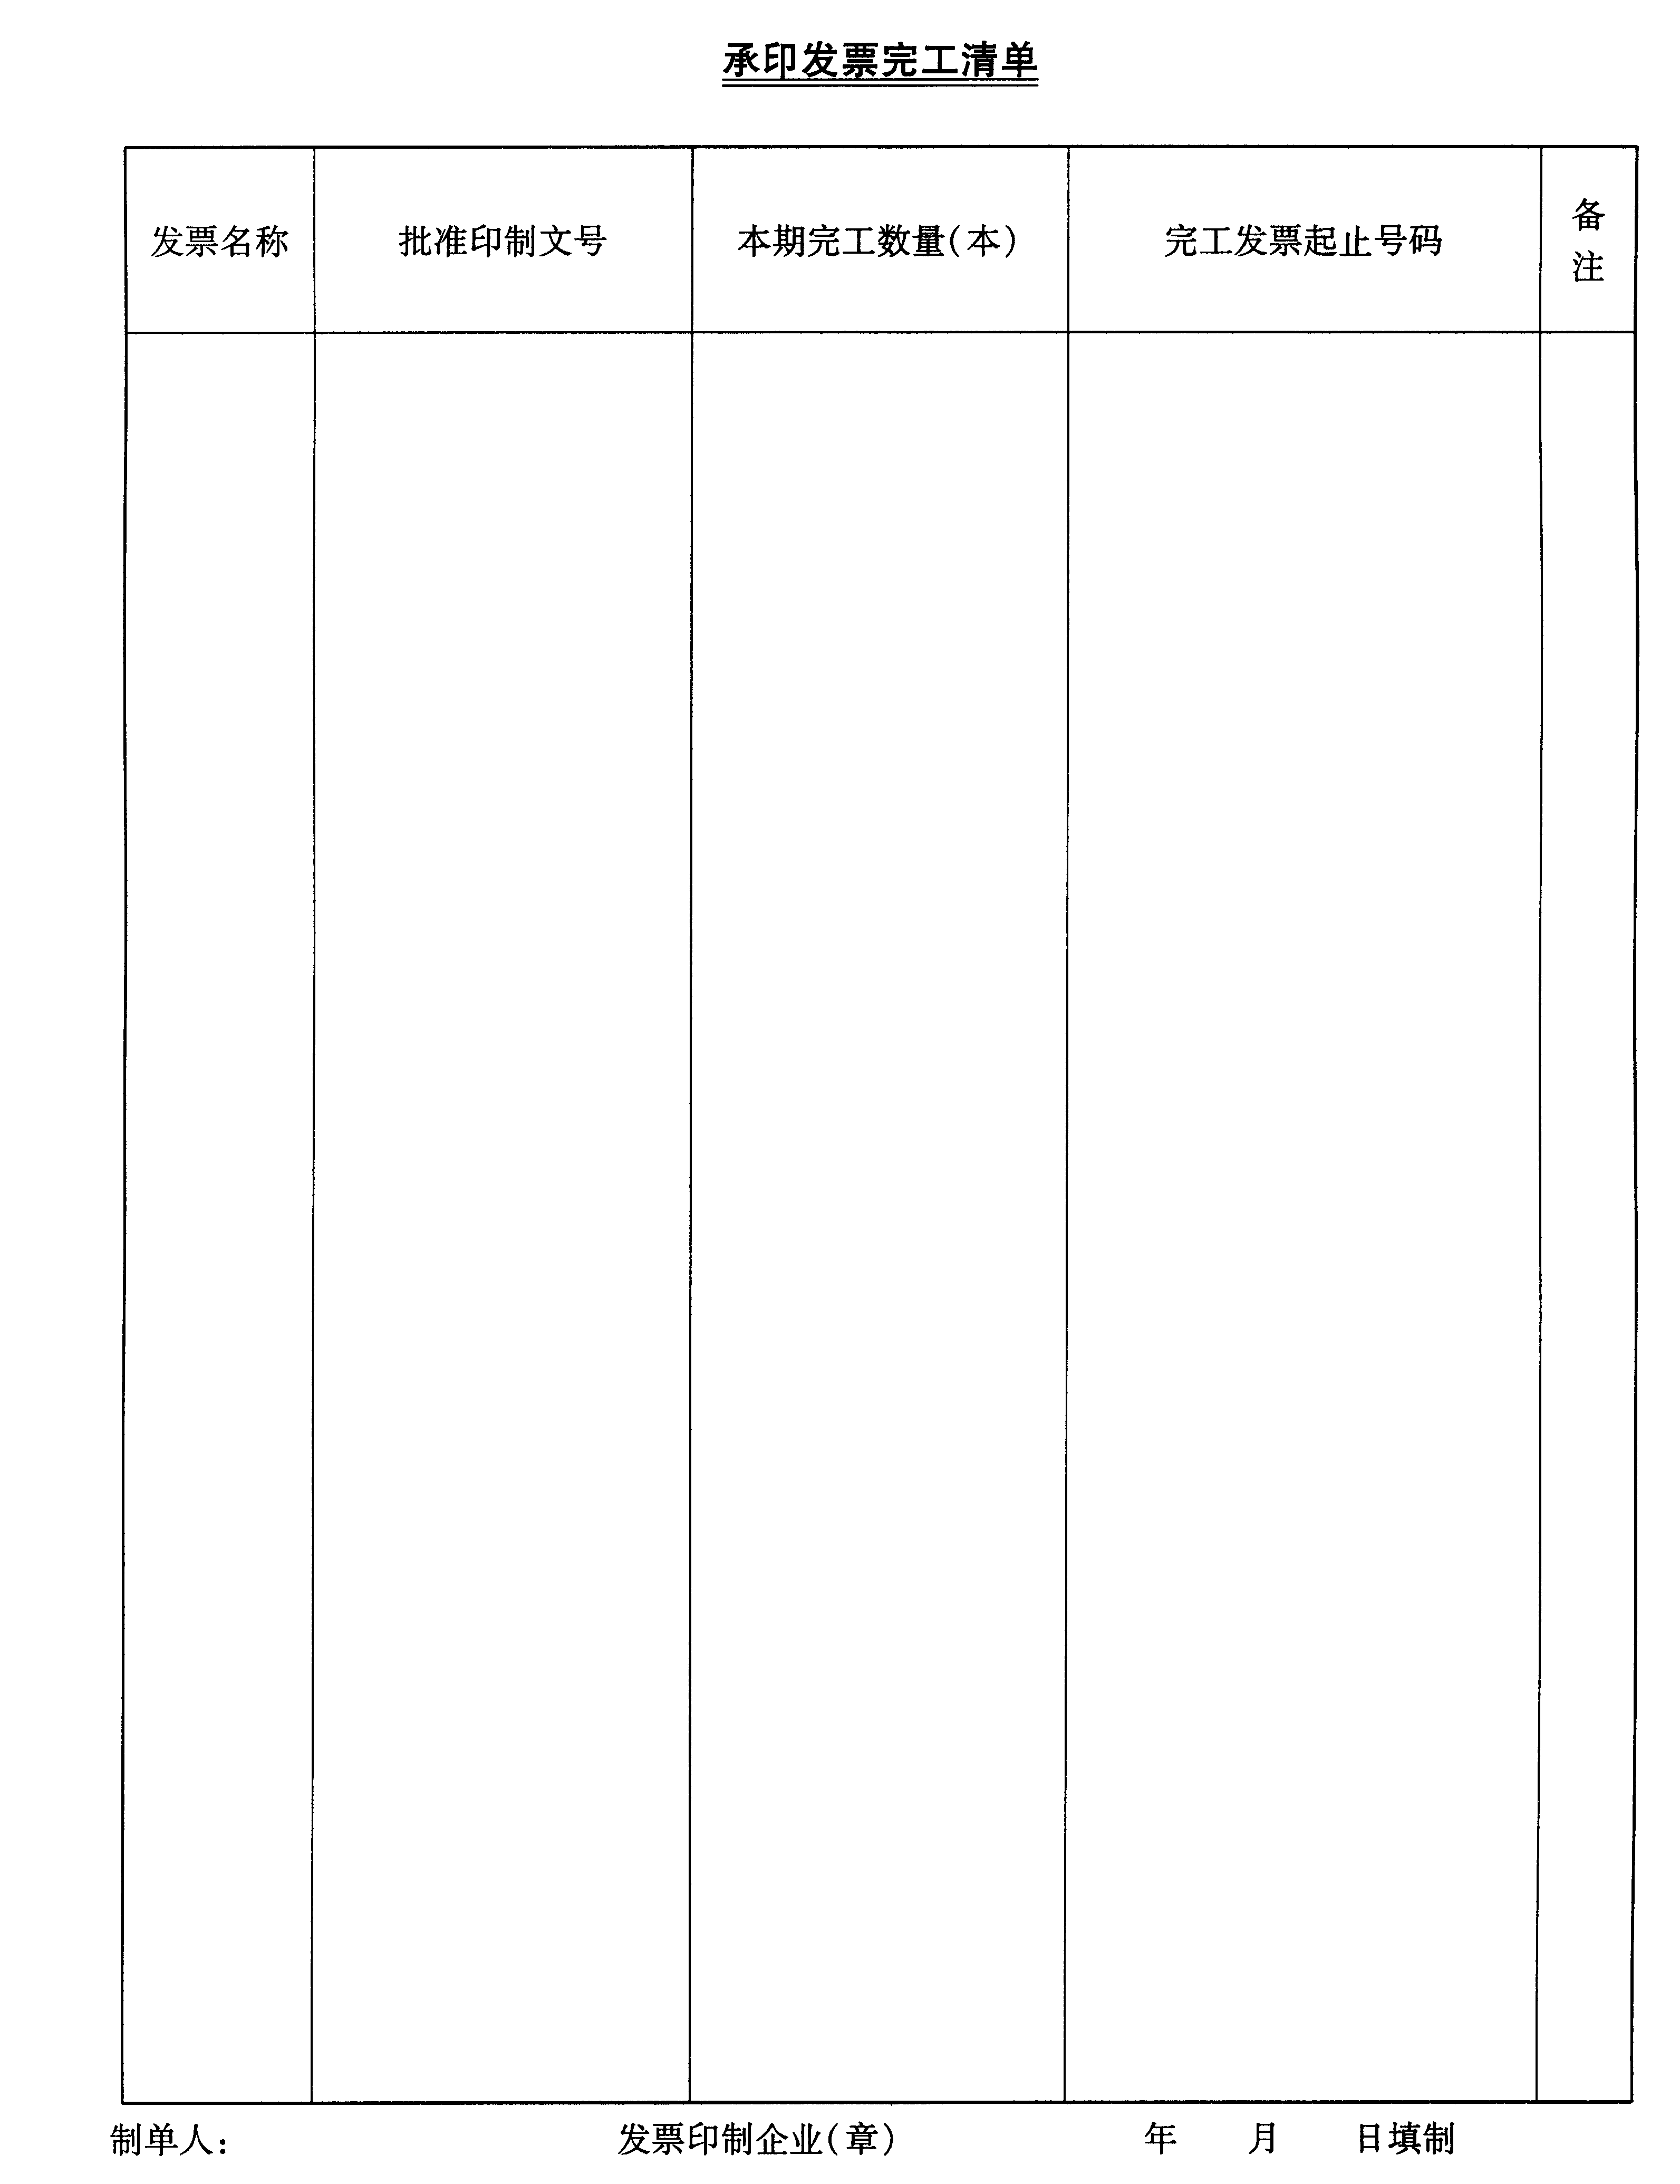 承印发票完工清单
发票名称 批准印制文号 本期完工数量(本) 完工发票起止号码 备注
制单人: 发票印制企业(章) 年 月 日填制